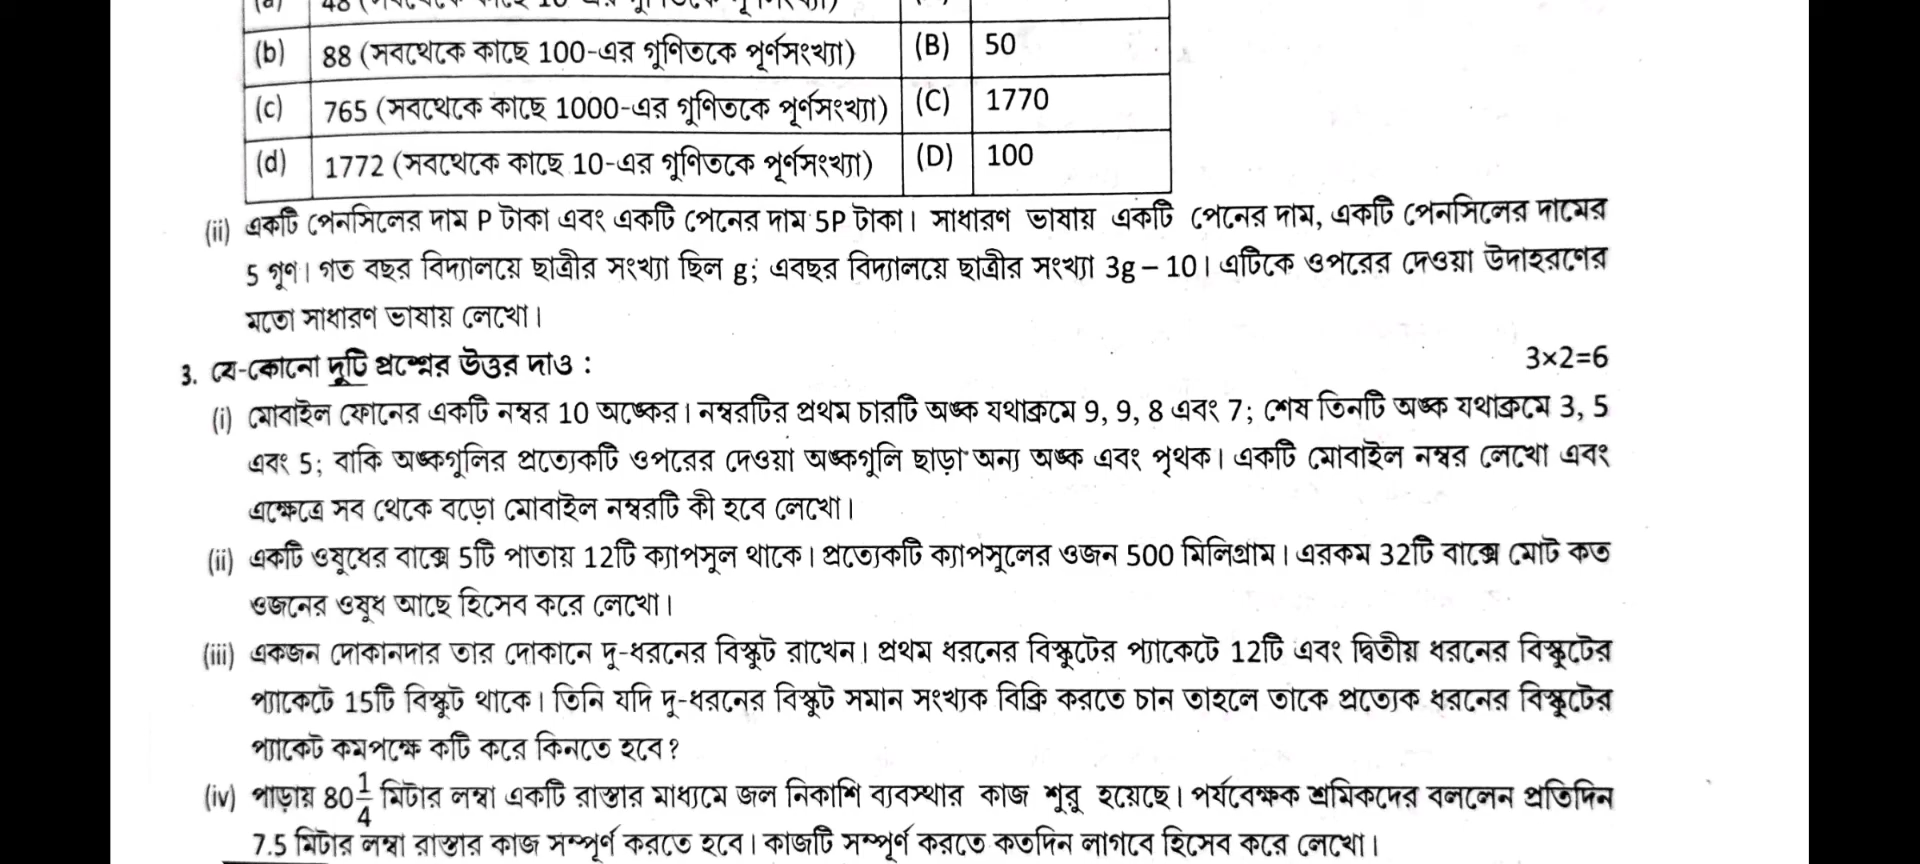 (b) 88 (সবথেকে কাছে 100-এর গুণিতকে পূর্ণসংখ্যা) (B) 50
(c) 765 (সবথেকে কাছে 1000-এর গুণিতকে পূর্ণসংখ্যা) (C) 1770
(d) 1772 (সবথেকে কাছে 10-এর গুণিতকে পূর্ণসংখ্যা) (D) 100
(ii) একটি পেনসিলের দাম P টাকা এবং একটি পেনের দাম 5P টাকা। সাধারণ ভাষায় একটি পেনের দাম, একটি পেনসিলের দামের
5 গুণ। গত বছর বিদ্যালয়ে ছাত্রীর সংখ্যা ছিল g; এবছর বিদ্যালয়ে ছাত্রীর সংখ্যা 3g – 10। এটিকে ওপরের দেওয়া উদাহরণের
মতো সাধারণ ভাষায় লেখো।
3. যে-কোনো দুটি প্রশ্নের উত্তর দাও : 3×2=6
(i) মোবাইল ফোনের একটি নম্বর 10 অঙ্কের। নম্বরটির প্রথম চারটি অঙ্ক যথাক্রমে 9, 9, 8 এবং 7; শেষ তিনটি অঙ্ক যথাক্রমে 3, 5
এবং 5; বাকি অঙ্কগুলির প্রত্যেকটি ওপরের দেওয়া অঙ্কগুলি ছাড়া অন্য অঙ্ক এবং পৃথক। একটি মোবাইল নম্বর লেখো এবং
এক্ষেত্রে সব থেকে বড়ো মোবাইল নম্বরটি কী হবে লেখো।
(ii) একটি ওষুধের বাক্সে 5টি পাতায় 12টি ক্যাপসুল থাকে। প্রত্যেকটি ক্যাপসুলের ওজন 500 মিলিগ্রাম। এরকম 32টি বাক্সে মোট কত
ওজনের ওষুধ আছে হিসেব করে লেখো।
(iii) একজন দোকানদার তার দোকানে দু-ধরনের বিস্কুট রাখেন। প্রথম ধরনের বিস্কুটের প্যাকেটে 12টি এবং দ্বিতীয় ধরনের বিস্কুটের
প্যাকেটে 15টি বিস্কুট থাকে। তিনি যদি দু-ধরনের বিস্কুট সমান সংখ্যক বিক্রি করতে চান তাহলে তাকে প্রত্যেক ধরনের বিস্কুটের
প্যাকেট কমপক্ষে কটি করে কিনতে হবে?
(iv) পাড়ায় 80 1/4 মিটার লম্বা একটি রাস্তার মাধ্যমে জল নিকাশি ব্যবস্থার কাজ শুরু হয়েছে। পর্যবেক্ষক শ্রমিকদের বললেন প্রতিদিন
7.5 মিটার লম্বা রাস্তার কাজ সম্পূর্ণ করতে হবে। কাজটি সম্পূর্ণ করতে কতদিন লাগবে হিসেব করে লেখো।